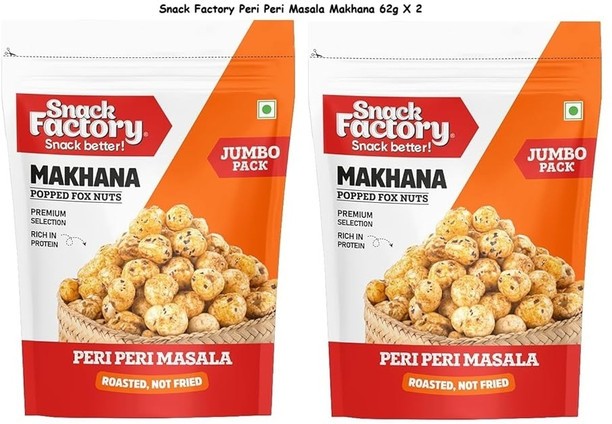 Snack Factory Peri Peri Masala Makhana 62g X 2
Snack
Factory®
Snack better!
JUMBO
PACK
MAKHANA
POPPED FOX NUTS
PREMIUM
SELECTION
RICH IN
PROTEIN
PERI PERI MASALA
ROASTED, NOT FRIED
Snack
Factory®
Snack better!
JUMBO
PACK
MAKHANA
POPPED FOX NUTS
PREMIUM
SELECTION
RICH IN
PROTEIN
PERI PERI MASALA
ROASTED, NOT FRIED